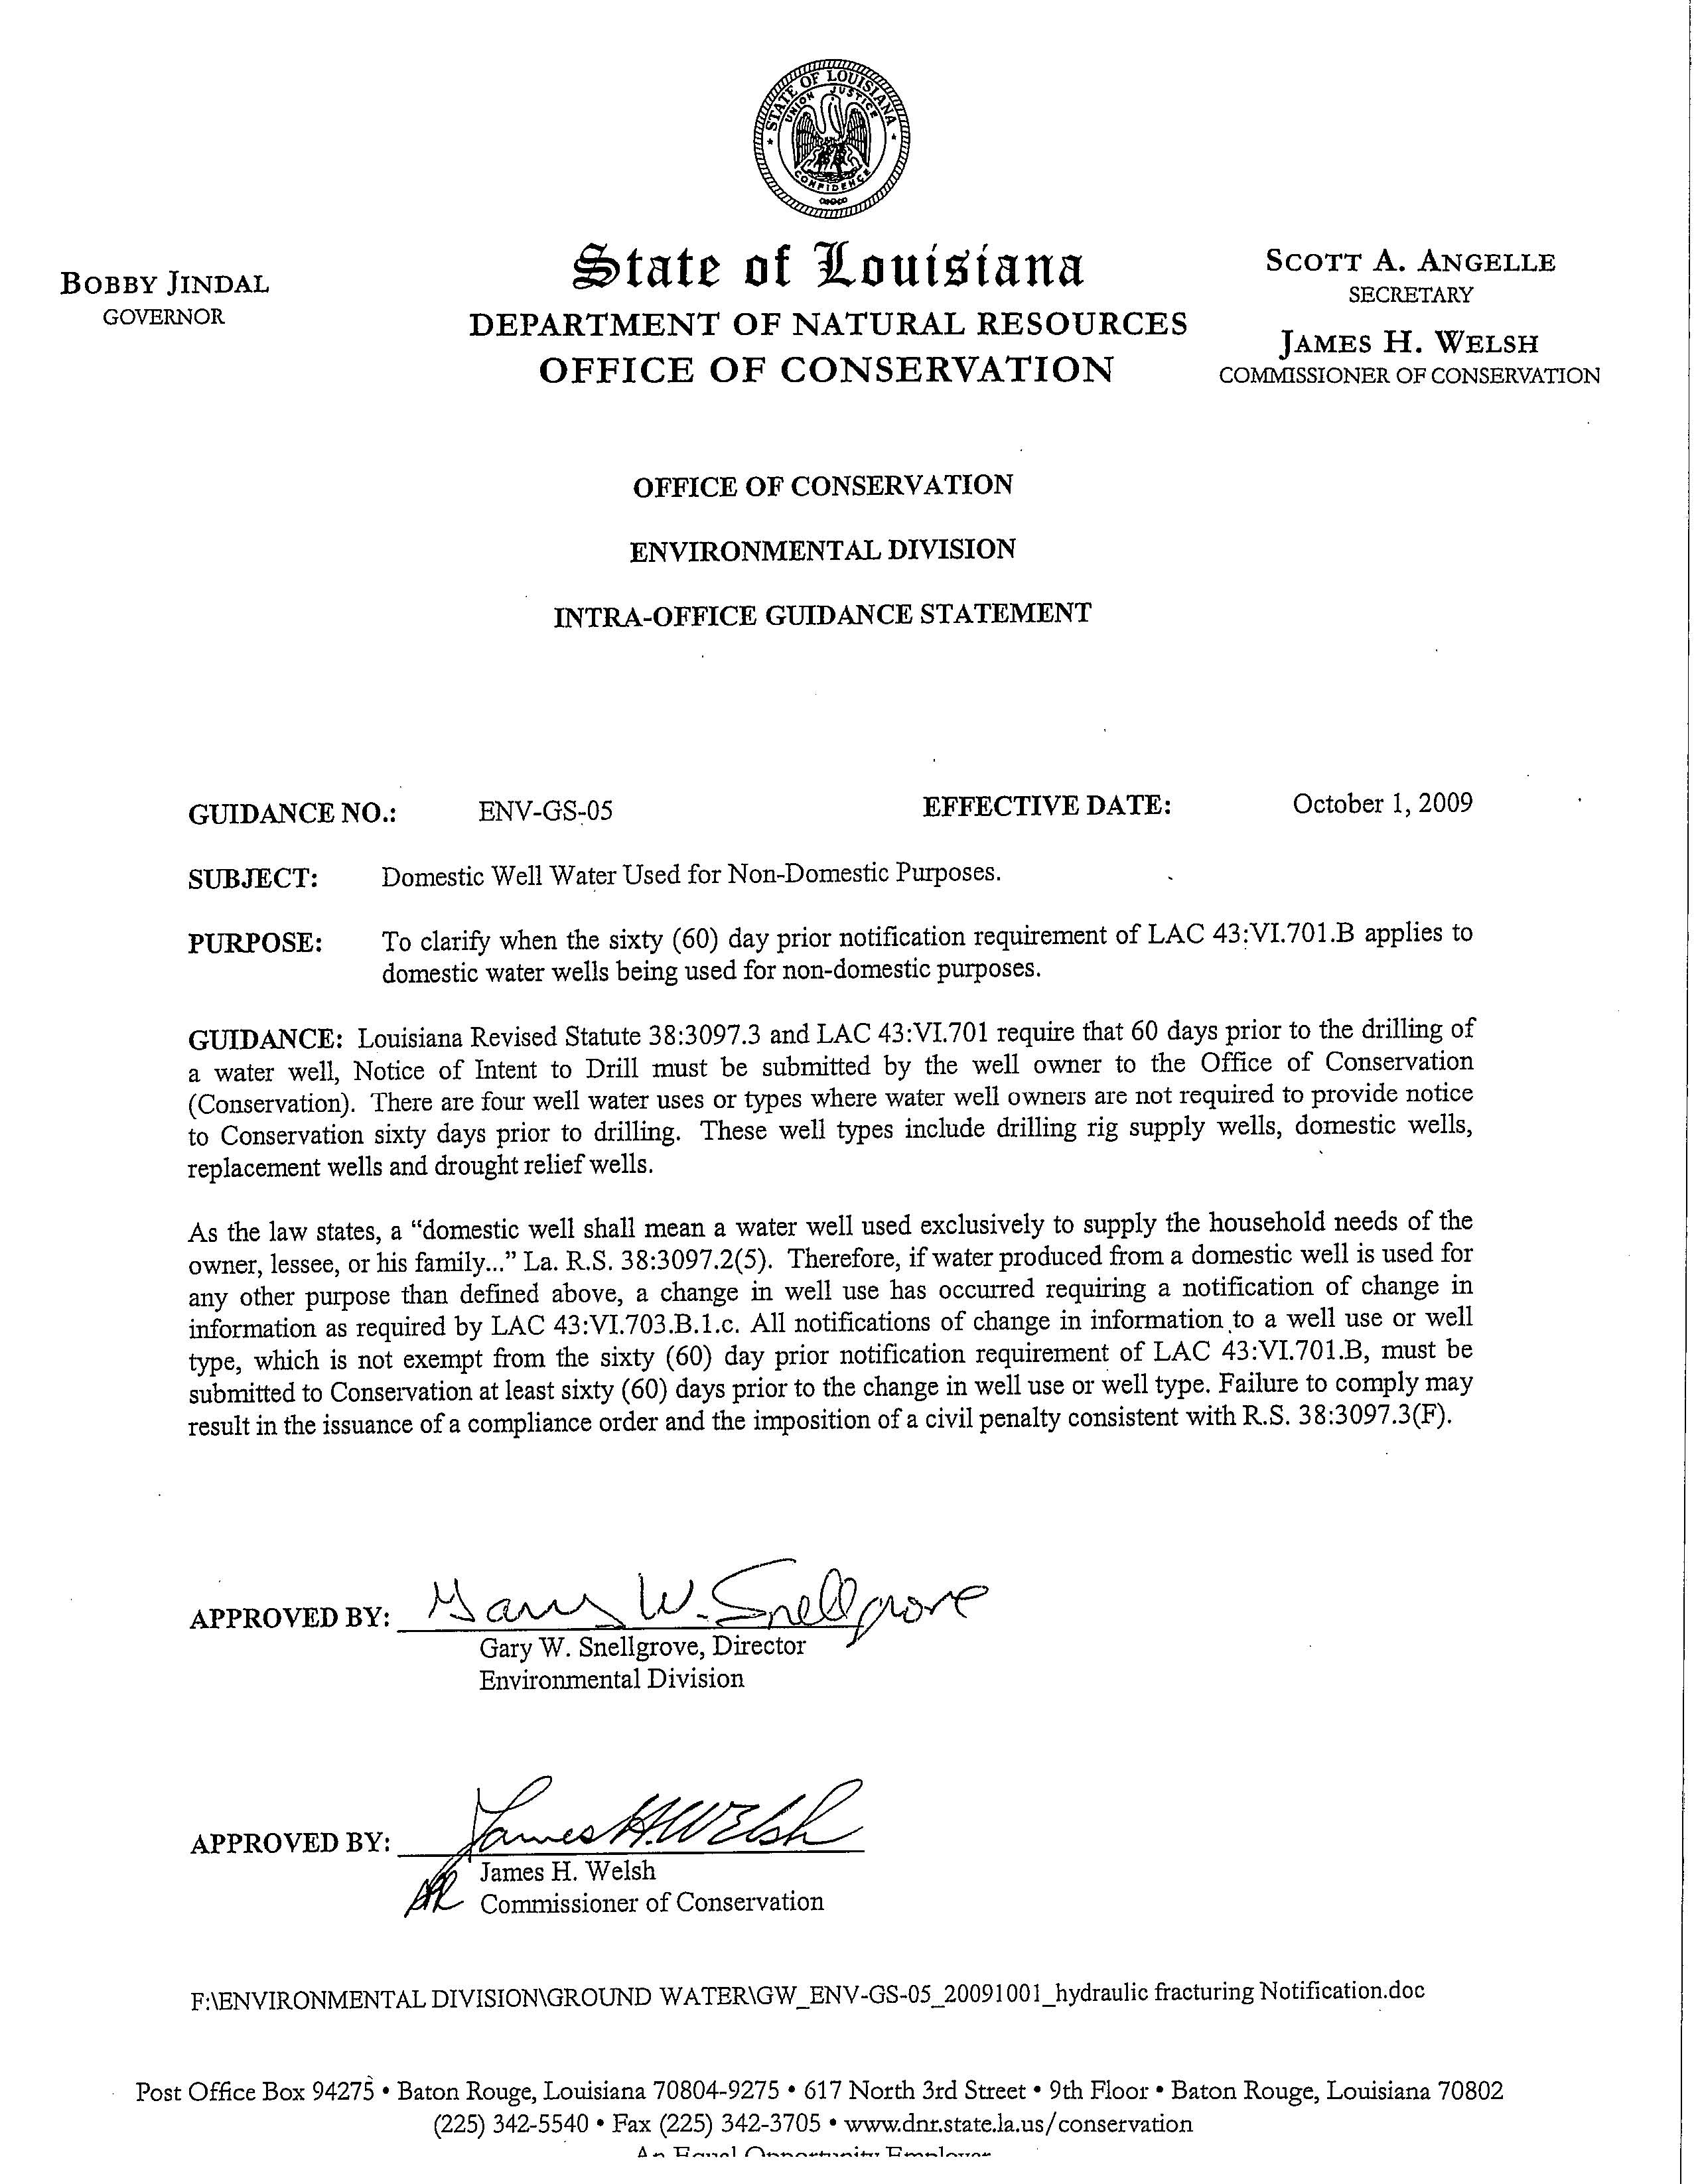 STATE OF LOUISIANA
UNION JUSTICE
CONFIDENCE
State of Louisiana
DEPARTMENT OF NATURAL RESOURCES
OFFICE OF CONSERVATION
BOBBY JINDAL
GOVERNOR
SCOTT A. ANGELLE
SECRETARY
JAMES H. WELSH
COMMISSIONER OF CONSERVATION
OFFICE OF CONSERVATION
ENVIRONMENTAL DIVISION
INTRA-OFFICE GUIDANCE STATEMENT
GUIDANCE NO.: ENV-GS-05 EFFECTIVE DATE: October 1, 2009
SUBJECT: Domestic Well Water Used for Non-Domestic Purposes.
PURPOSE: To clarify when the sixty (60) day prior notification requirement of LAC 43:VI.701.B applies to
domestic water wells being used for non-domestic purposes.
GUIDANCE: Louisiana Revised Statute 38:3097.3 and LAC 43:VI.701 require that 60 days prior to the drilling of
a water well, Notice of Intent to Drill must be submitted by the well owner to the Office of Conservation
(Conservation). There are four well water uses or types where water well owners are not required to provide notice
to Conservation sixty days prior to drilling. These well types include drilling rig supply wells, domestic wells,
replacement wells and drought relief wells.
As the law states, a “domestic well shall mean a water well used exclusively to supply the household needs of the
owner, lessee, or his family...” La. R.S. 38:3097.2(5). Therefore, if water produced from a domestic well is used for
any other purpose than defined above, a change in well use has occurred requiring a notification of change in
information as required by LAC 43:VI.703.B.1.c. All notifications of change in information to a well use or well
type, which is not exempt from the sixty (60) day prior notification requirement of LAC 43:VI.701.B, must be
submitted to Conservation at least sixty (60) days prior to the change in well use or well type. Failure to comply may
result in the issuance of a compliance order and the imposition of a civil penalty consistent with R.S. 38:3097.3(F).
APPROVED BY: Gary W. Snellgrove
Gary W. Snellgrove, Director
Environmental Division
APPROVED BY: James H. Welsh
James H. Welsh
Commissioner of Conservation
F:\ENVIRONMENTAL DIVISION\GROUND WATER\GW_ENV-GS-05_20091001_hydraulic fracturing Notification.doc
Post Office Box 94275 • Baton Rouge, Louisiana 70804-9275 • 617 North 3rd Street • 9th Floor • Baton Rouge, Louisiana 70802
(225) 342-5540 • Fax (225) 342-3705 • www.dnr.state.la.us/conservation
An Equal Opportunity Employer